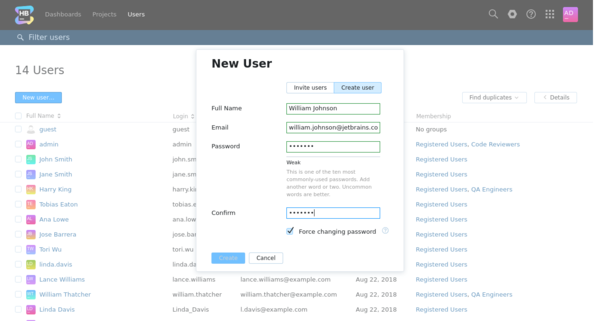 HB
Dashboards Projects Users
AD
Filter users
14 Users
New user...
Find duplicates
Details
Full Name Login Membership
guest guest No groups
admin admin Registered Users, Code Reviewers
John Smith john.sm Registered Users
Jane Smith jane.sm Registered Users
Harry King harry.k Registered Users, QA Engineers
Tobias Eaton tobias.e Registered Users
Ana Lowe ana.low Registered Users
Jose Barrera jose.ba Registered Users
Tori Wu tori.wu Registered Users
linda.davis linda.da Registered Users
Lance Williams lance.williams lance.williams@example.com Aug 22, 2018 Registered Users
William Thatcher william.thatcher william.thatcher@example.com Aug 22, 2018 Registered Users, QA Engineers
Linda Davis Linda_Davis l.davis@example.com Aug 22, 2018 Registered Users
New User
Invite users Create user
Full Name William Johnson
Email william.johnson@jetbrains.co
Password •••••••
Weak
This is one of the ten most
commonly-used passwords. Add
another word or two. Uncommon
words are better.
Confirm •••••••
Force changing password
Create Cancel